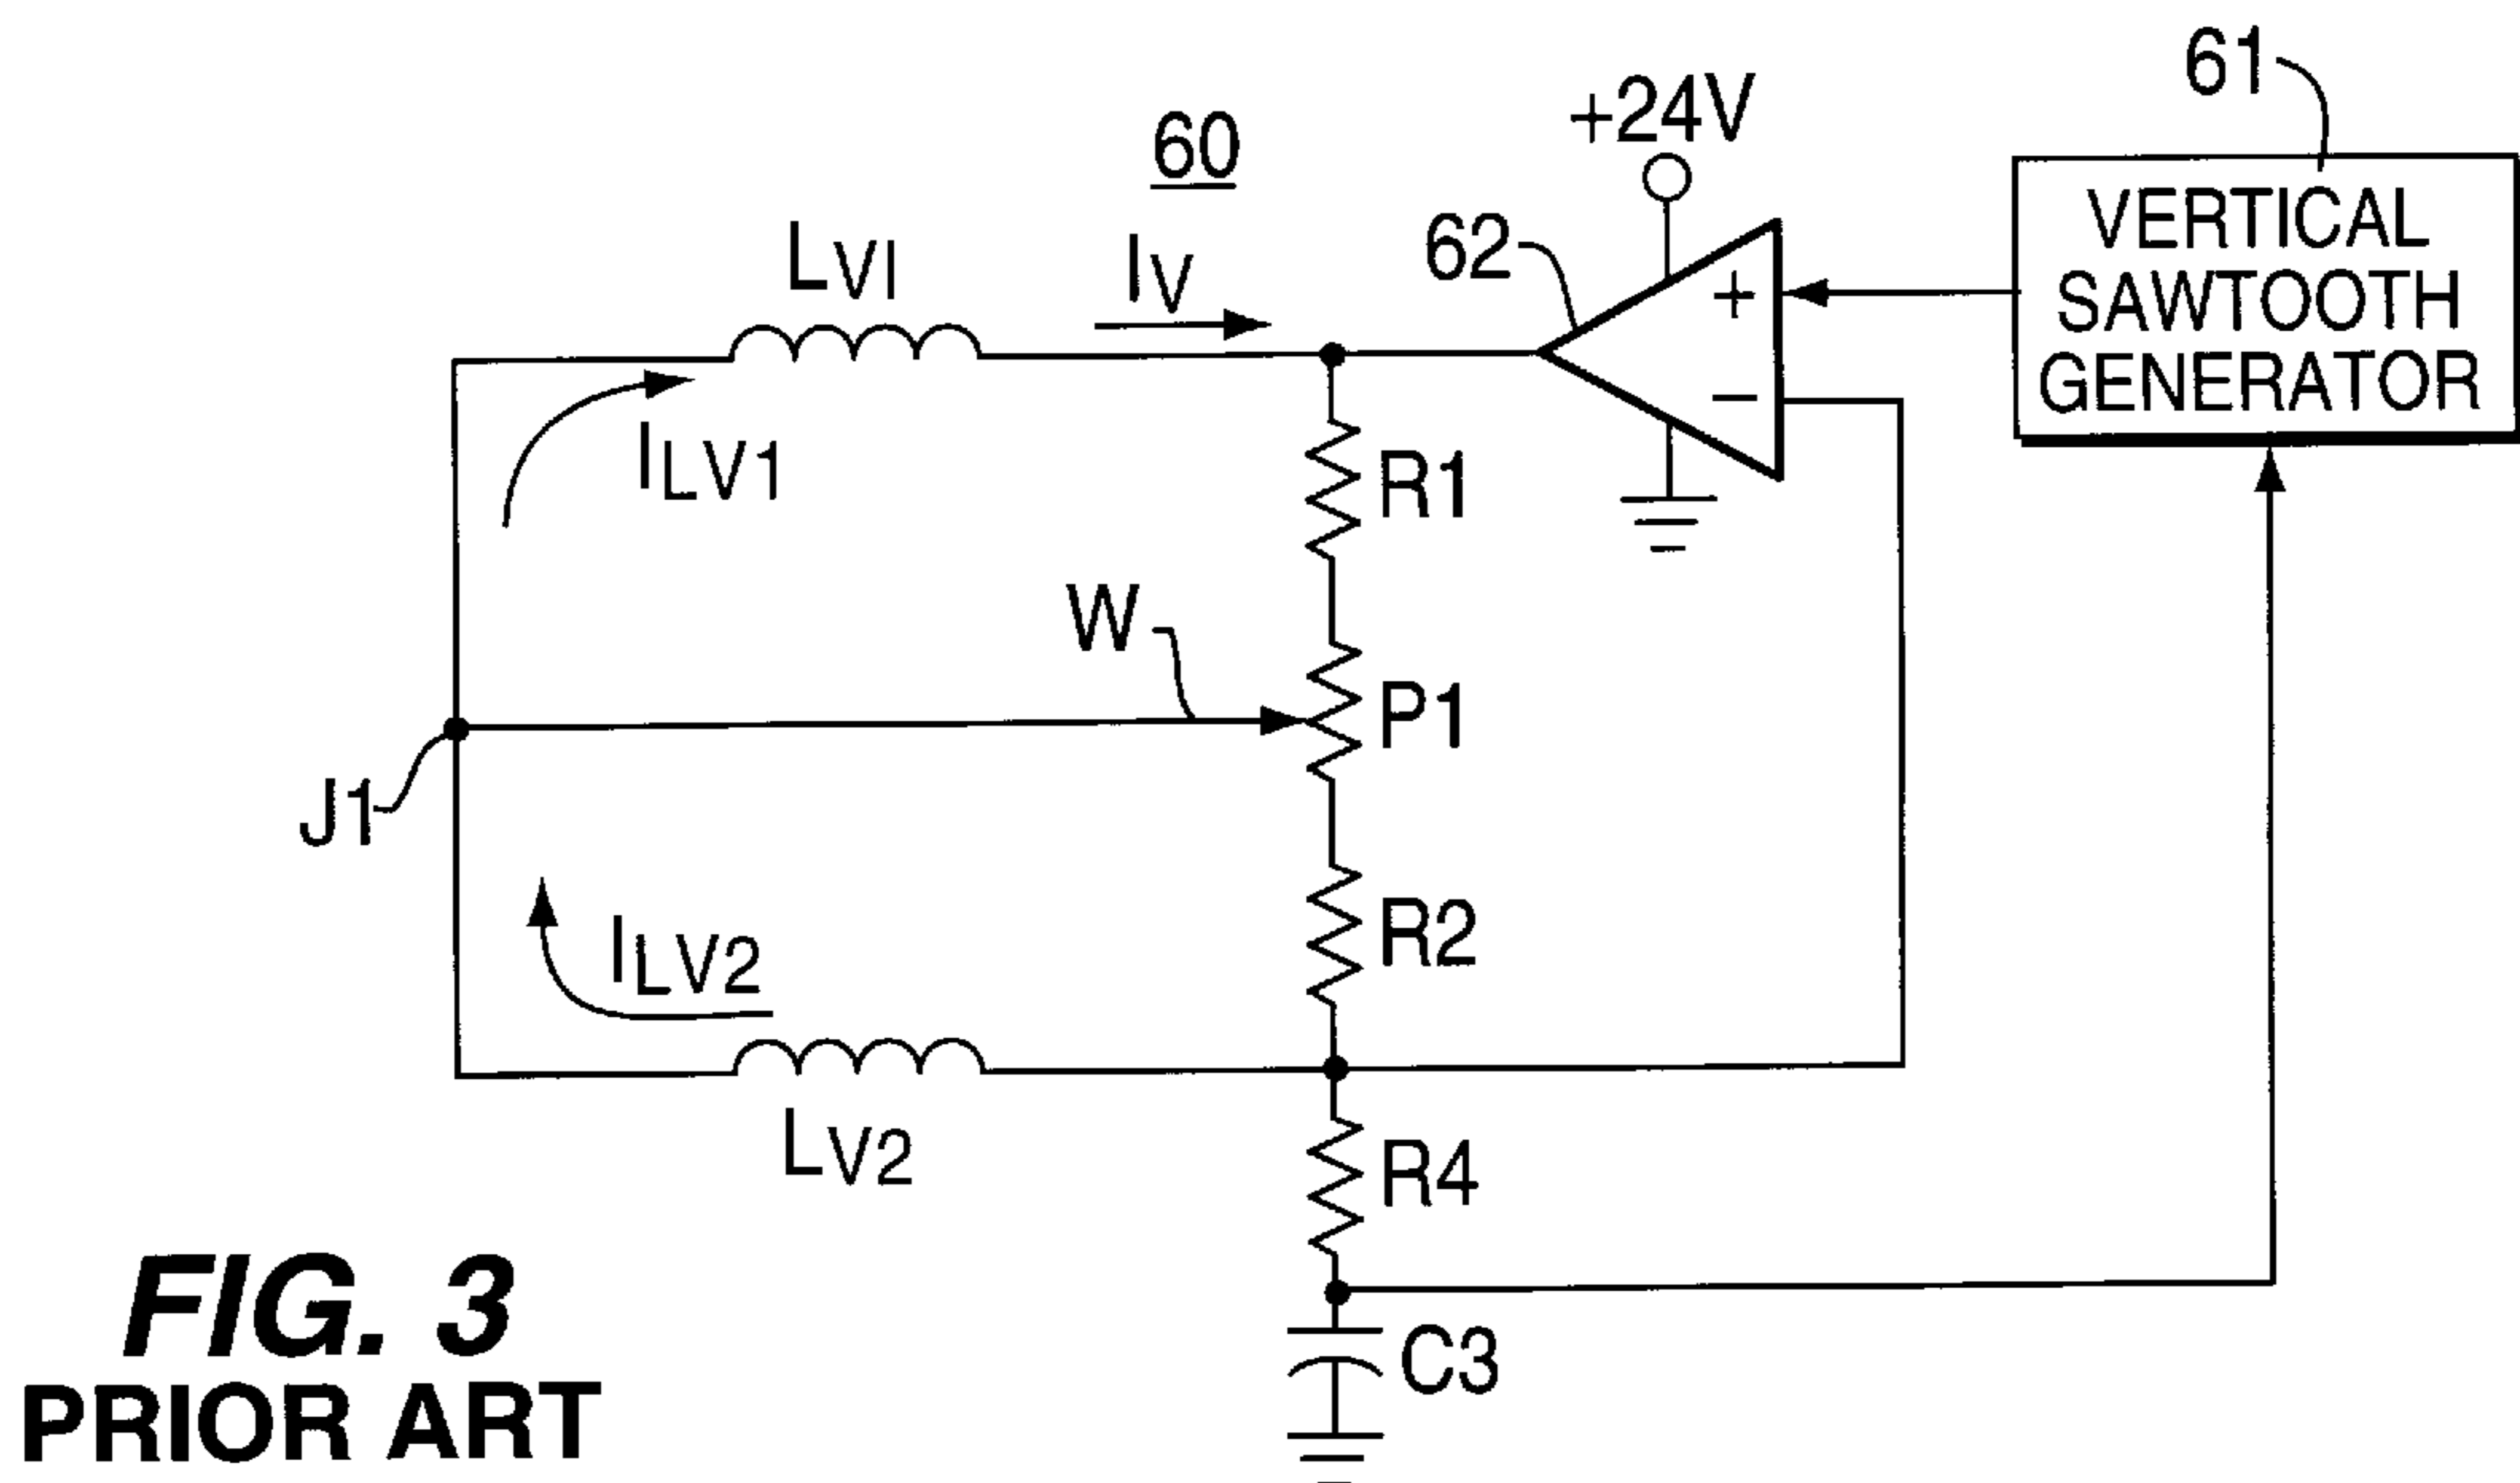 61
+24V
60
VERTICAL
SAWTOOTH
GENERATOR
62
LVI
IV
+
−
ILV1
R1
W
P1
J1
R2
ILV2
LV2
R4
C3
FIG. 3
PRIOR ART